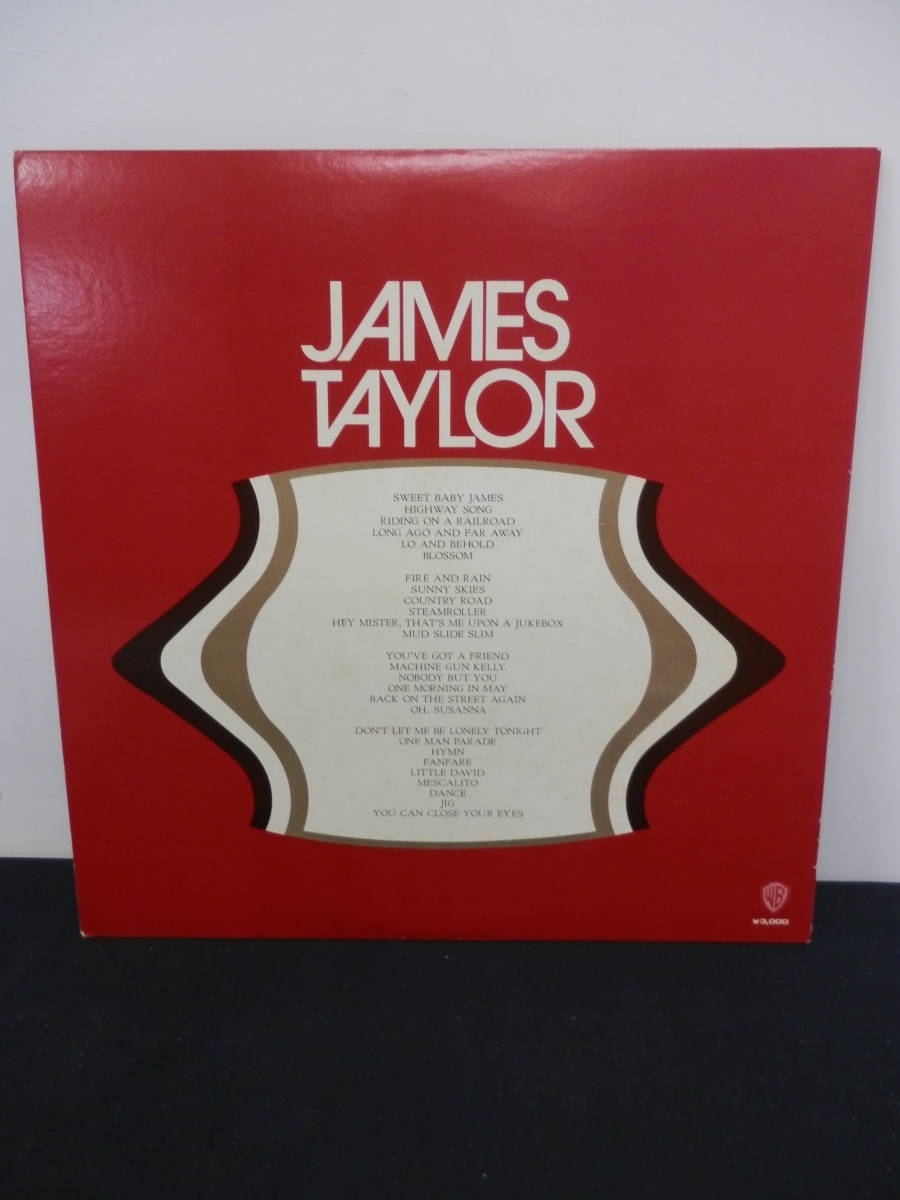 JAMES
TAYLOR
SWEET BABY JAMES
HIGHWAY SONG
RIDING ON A RAILROAD
LONG AGO AND FAR AWAY
LO AND BEHOLD
BLOSSOM
FIRE AND RAIN
SUNNY SKIES
COUNTRY ROAD
STEAMROLLER
HEY MISTER, THAT'S ME UPON A JUKEBOX
MUD SLIDE SLIM
YOU'VE GOT A FRIEND
MACHINE GUN KELLY
NOBODY BUT YOU
ONE MORNING IN MAY
BACK ON THE STREET AGAIN
OH, SUSANNA
DON'T LET ME BE LONELY TONIGHT
ONE MAN PARADE
HYMN
FANFARE
LITTLE DAVID
MESCALITO
DANCE
JIG
YOU CAN CLOSE YOUR EYES
WB
¥3,000